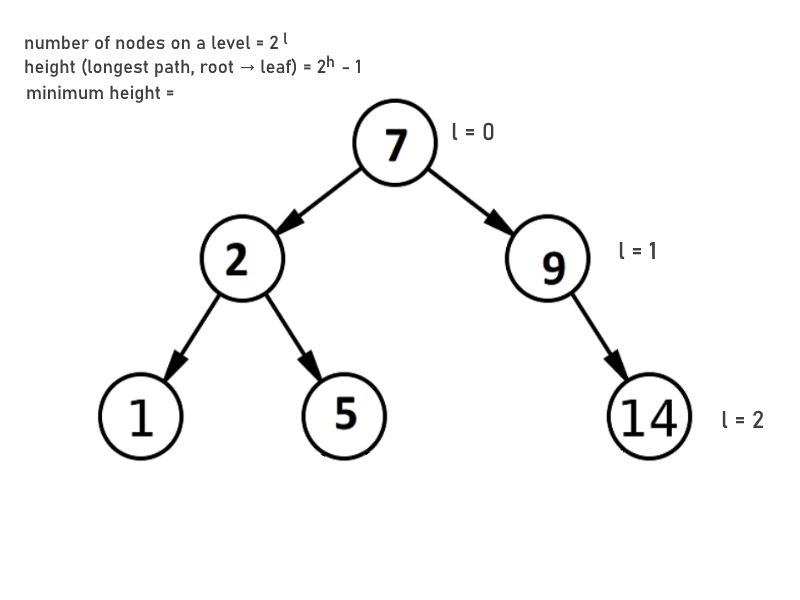 number of nodes on a level = 2^l
height (longest path, root → leaf) = 2^h - 1
minimum height =
7
l = 0
2
9
l = 1
1
5
14
l = 2